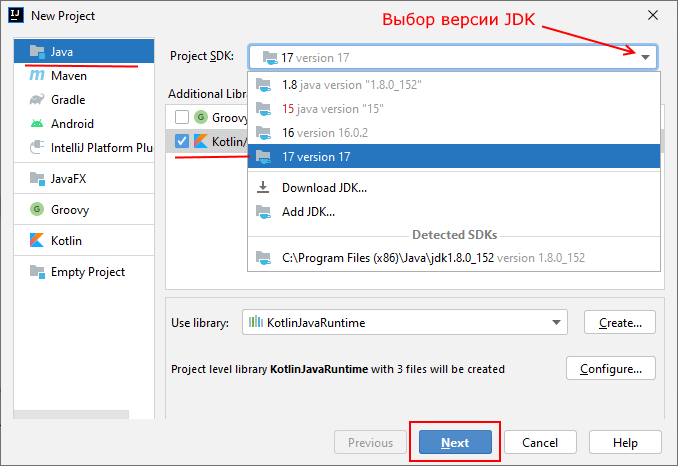 New Project
Выбор версии JDK
Java
Maven
Gradle
Android
IntelliJ Platform Plu
JavaFX
Groovy
Kotlin
Empty Project
Project SDK: 17 version 17
1.8 java version "1.8.0_152"
15 java version "15"
16 version 16.0.2
17 version 17
Download JDK...
Add JDK...
Detected SDKs
C:\Program Files (x86)\Java\jdk1.8.0_152 version 1.8.0_152
Additional Libra
Groovy
Kotlin/
Use library: KotlinJavaRuntime Create...
Project level library KotlinJavaRuntime with 3 files will be created Configure...
Previous Next Cancel Help